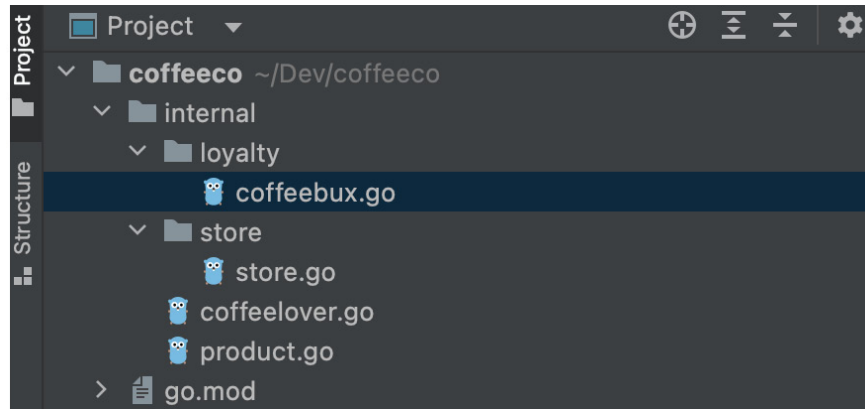 Project
coffeeco ~/Dev/coffeeco
internal
loyalty
coffeebux.go
store
store.go
coffeelover.go
product.go
go.mod
Project
Structure